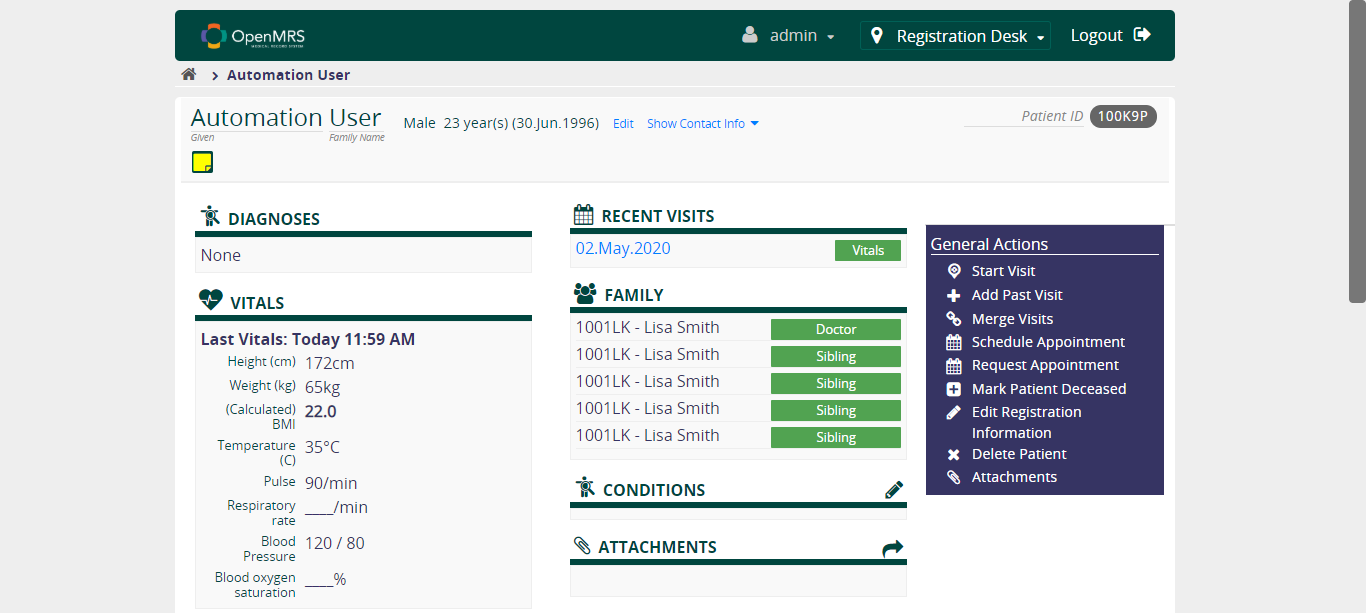 OpenMRS
MEDICAL RECORD SYSTEM
admin
Registration Desk
Logout
Automation User
Automation User
Given
Family Name
Male 23 year(s) (30.Jun.1996) Edit Show Contact Info
Patient ID 100K9P
DIAGNOSES
None
VITALS
Last Vitals: Today 11:59 AM
Height (cm) 172cm
Weight (kg) 65kg
(Calculated) 22.0
BMI
Temperature 35°C
(C)
Pulse 90/min
Respiratory ____/min
rate
Blood 120 / 80
Pressure
Blood oxygen ____%
saturation
RECENT VISITS
02.May.2020 Vitals
FAMILY
1001LK - Lisa Smith Doctor
1001LK - Lisa Smith Sibling
1001LK - Lisa Smith Sibling
1001LK - Lisa Smith Sibling
1001LK - Lisa Smith Sibling
CONDITIONS
ATTACHMENTS
General Actions
Start Visit
Add Past Visit
Merge Visits
Schedule Appointment
Request Appointment
Mark Patient Deceased
Edit Registration
Information
Delete Patient
Attachments